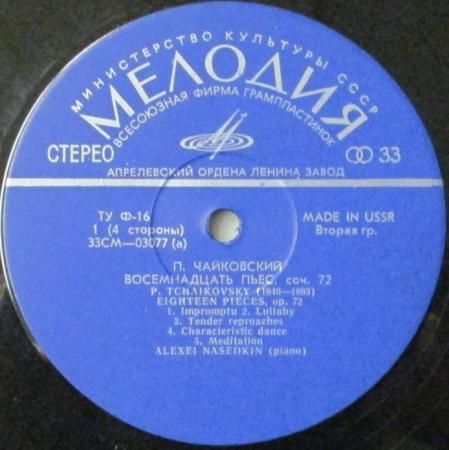 МИНИСТЕРСТВО КУЛЬТУРЫ СССР
МЕЛОДИЯ
ВСЕСОЮЗНАЯ ФИРМА ГРАМПЛАСТИНОК
СТЕРЕО
33
АПРЕЛЕВСКИЙ ОРДЕНА ЛЕНИНА ЗАВОД
ТУ Ф-16
MADE IN USSR
1 (4 стороны)
Вторая гр.
33СМ—03077 (а)
П. ЧАЙКОВСКИЙ
ВОСЕМНАДЦАТЬ ПЬЕС, соч. 72
P. TCHAIKOVSKY (1840—1893)
EIGHTEEN PIECES, op. 72
1. Impromptu 2. Lullaby
3. Tender reproaches
4. Characteristic dance
5. Meditation
ALEXEI NASEDKIN (piano)